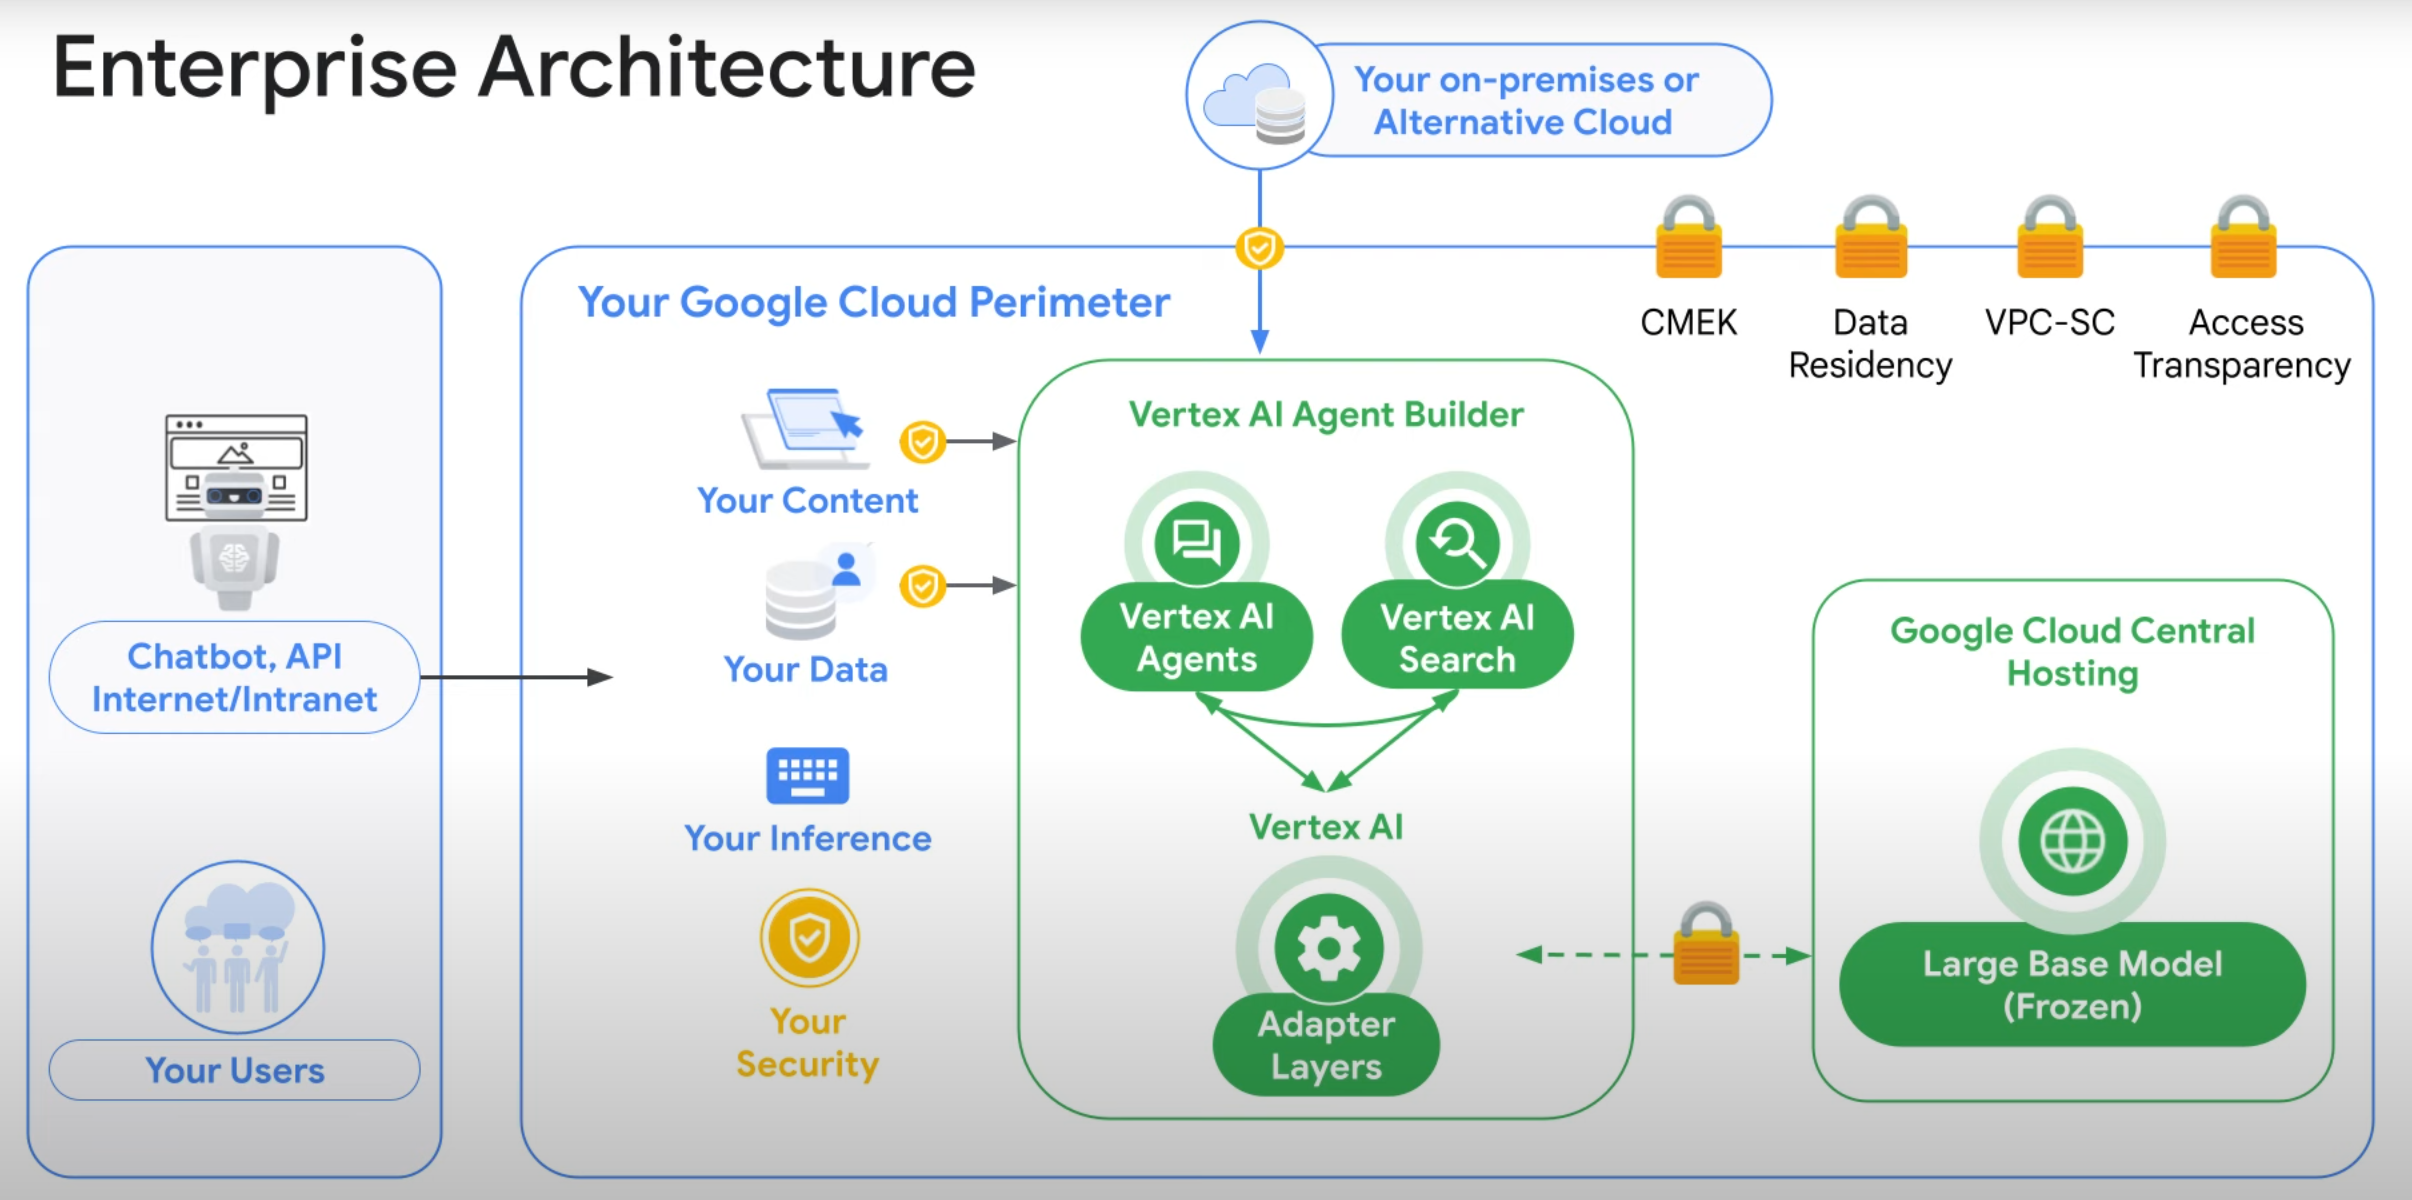 Enterprise Architecture
Your on-premises or
Alternative Cloud
Your Google Cloud Perimeter
CMEK
Data
Residency
VPC-SC
Access
Transparency
Chatbot, API
Internet/Intranet
Your Users
Your Content
Your Data
Your Inference
Your
Security
Vertex AI Agent Builder
Vertex AI
Agents
Vertex AI
Search
Vertex AI
Adapter
Layers
Google Cloud Central
Hosting
Large Base Model
(Frozen)